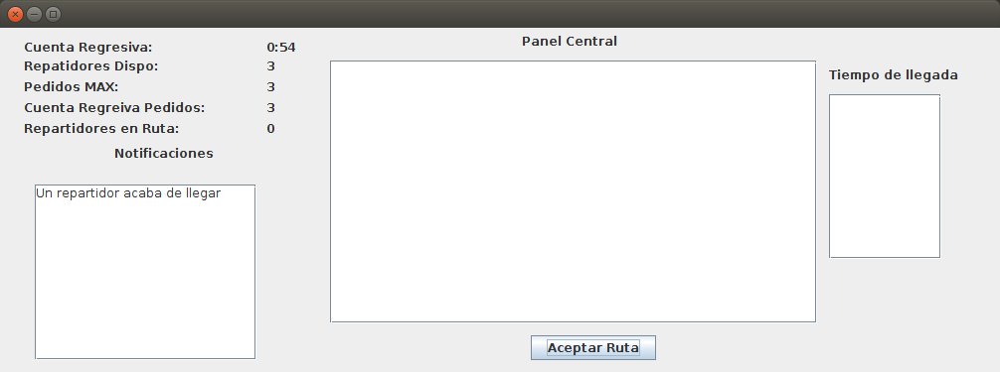 Cuenta Regresiva: 0:54
Repatidores Dispo: 3
Pedidos MAX: 3
Cuenta Regreiva Pedidos: 3
Repartidores en Ruta: 0
Notificaciones
Un repartidor acaba de llegar
Panel Central
Aceptar Ruta
Tiempo de llegada